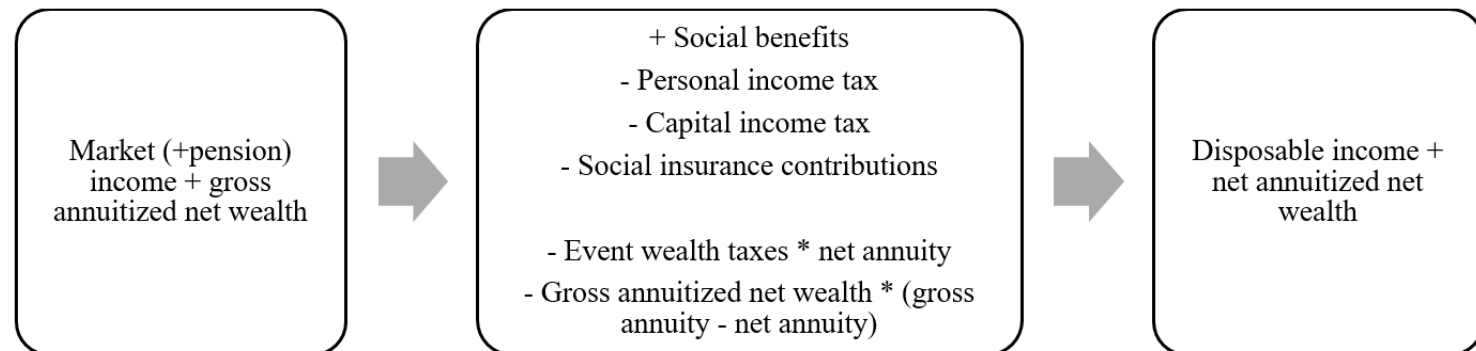 Market (+pension)
income + gross
annuitized net wealth
+ Social benefits
- Personal income tax
- Capital income tax
- Social insurance contributions
- Event wealth taxes * net annuity
- Gross annuitized net wealth * (gross
annuity - net annuity)
Disposable income +
net annuitized net
wealth